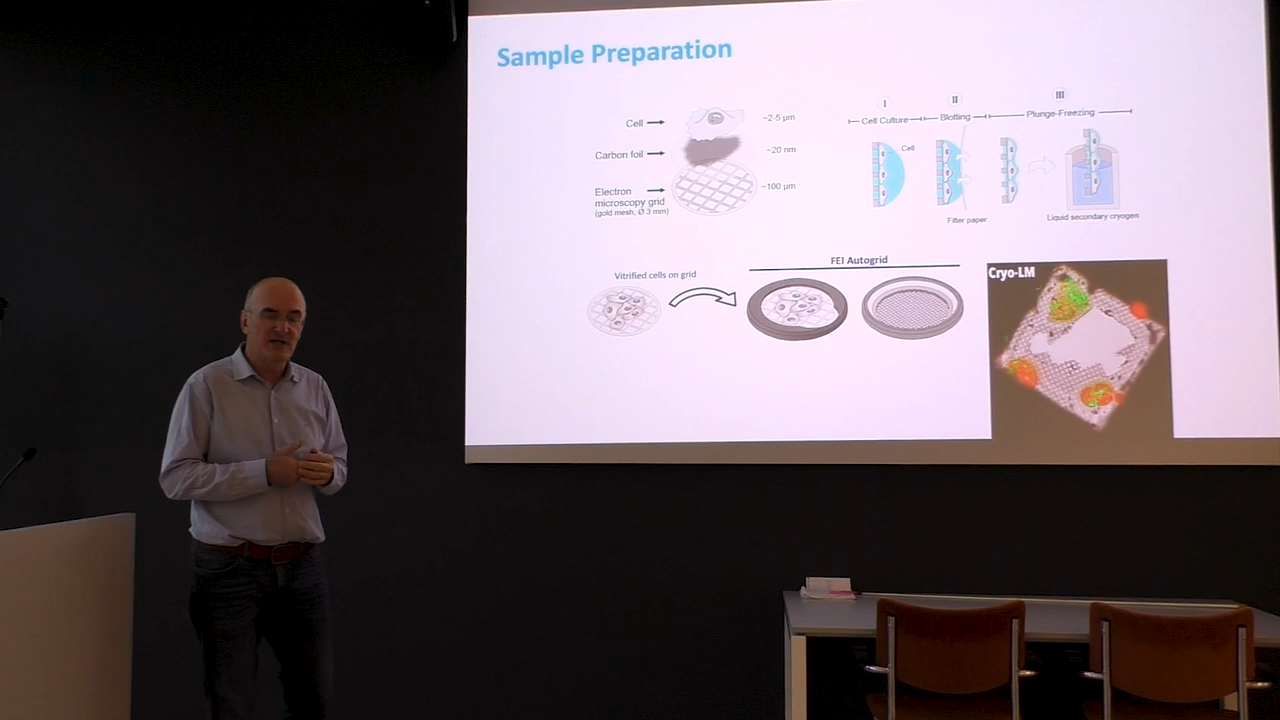 Sample Preparation
Cell
~2-5 µm
Carbon foil
~20 nm
Electron
microscopy grid
(gold mesh, Ø 3 mm)
~100 µm
I
II
III
Cell Culture
Blotting
Plunge-Freezing
Cell
Filter paper
Liquid secondary cryogen
Vitrified cells on grid
FEI Autogrid
Cryo-LM